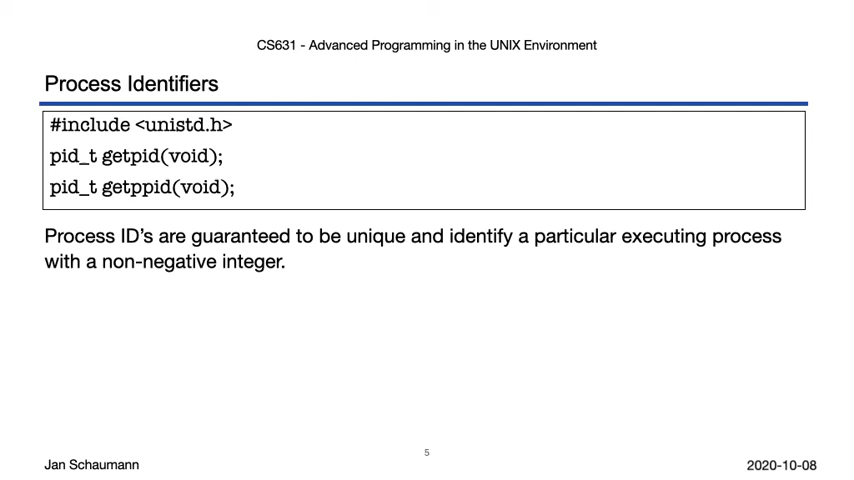 CS631 - Advanced Programming in the UNIX Environment
Process Identifiers
#include <unistd.h>
pid_t getpid(void);
pid_t getppid(void);
Process ID’s are guaranteed to be unique and identify a particular executing process
with a non-negative integer.
5
Jan Schaumann
2020-10-08